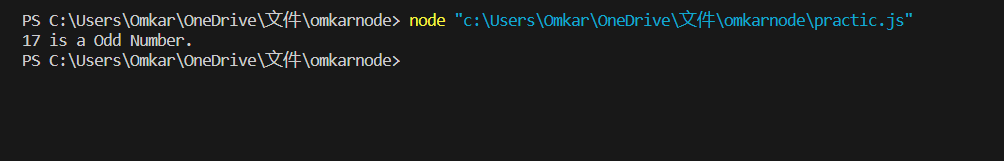 PS C:\Users\Omkar\OneDrive\文件\omkarnode> node "c:\Users\Omkar\OneDrive\文件\omkarnode\practic.js"
17 is a Odd Number.
PS C:\Users\Omkar\OneDrive\文件\omkarnode>